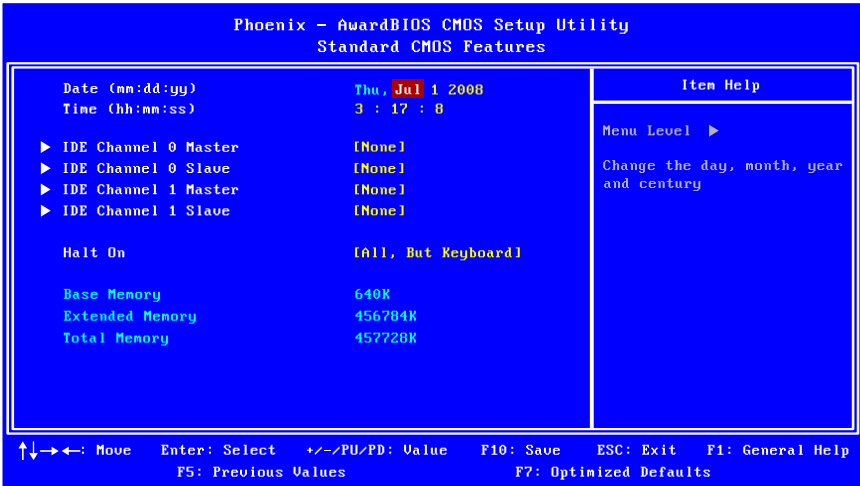 Phoenix – AwardBIOS CMOS Setup Utility
Standard CMOS Features
Date (mm:dd:yy) Thu, Jul 1 2008
Time (hh:mm:ss) 3 : 17 : 8
▶ IDE Channel 0 Master [None]
▶ IDE Channel 0 Slave [None]
▶ IDE Channel 1 Master [None]
▶ IDE Channel 1 Slave [None]
Halt On [All, But Keyboard]
Base Memory 640K
Extended Memory 456784K
Total Memory 457728K
Item Help
Menu Level ▶
Change the day, month, year
and century
↑↓→←: Move Enter: Select +/-/PU/PD: Value F10: Save ESC: Exit F1: General Help
F5: Previous Values F7: Optimized Defaults